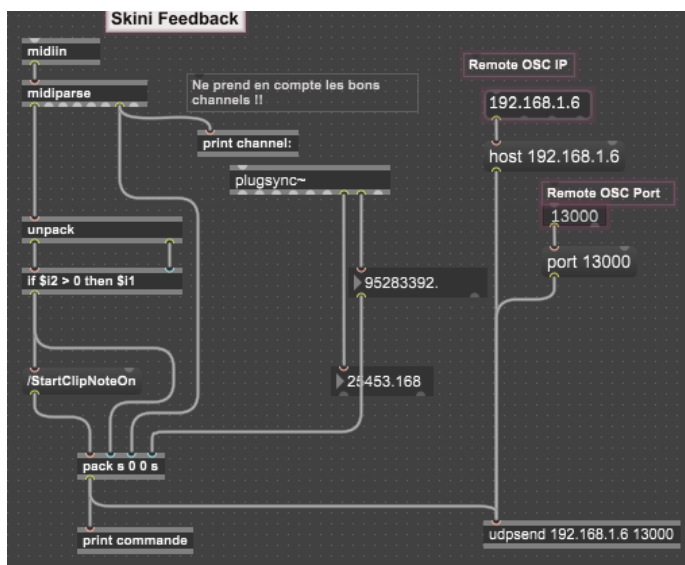 Skini Feedback
midiin
midiparse
Ne prend en compte les bons
channels !!
print channel:
plugsync~
unpack
if $i2 > 0 then $i1
95283392.
25453.168
/StartClipNoteOn
pack s 0 0 s
print commande
Remote OSC IP
192.168.1.6
host 192.168.1.6
Remote OSC Port
13000
port 13000
udpsend 192.168.1.6 13000